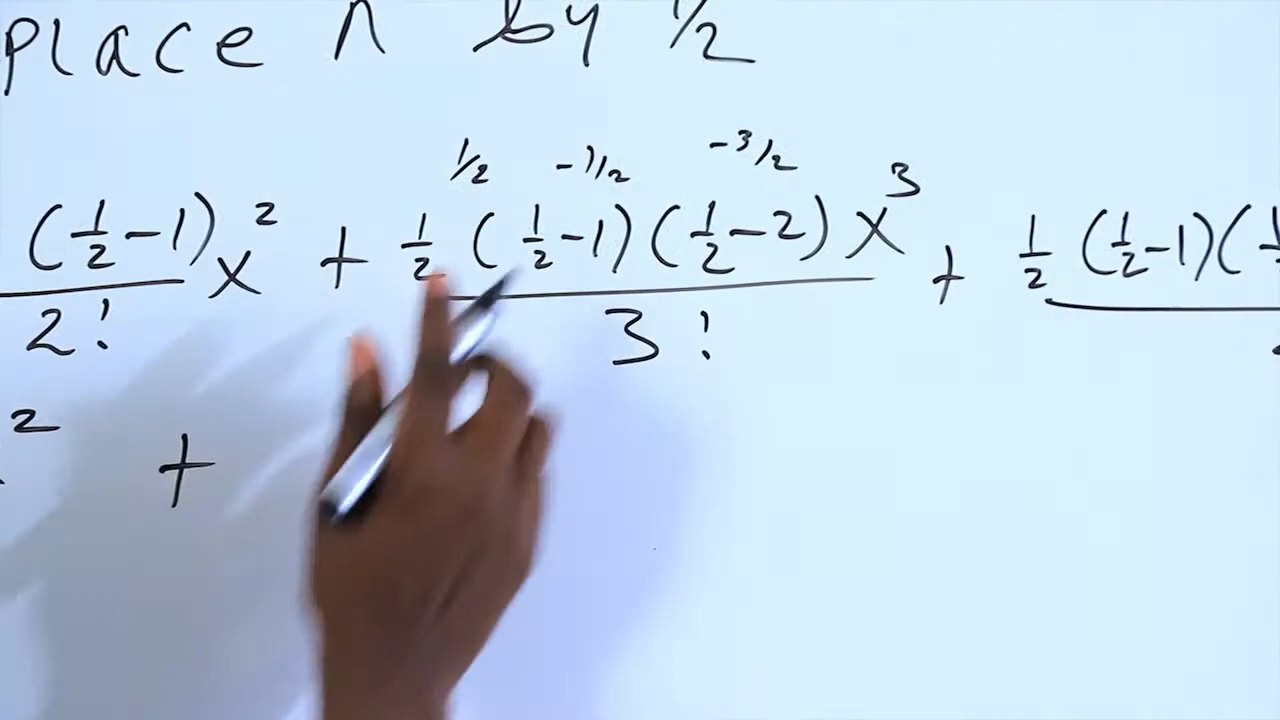 place n by 1/2
1/2 -1/2 -3/2
(1/2-1)x² + 1/2(1/2-1)(1/2-2)x³ + 1/2(1/2-1)(
2! 3!
² +